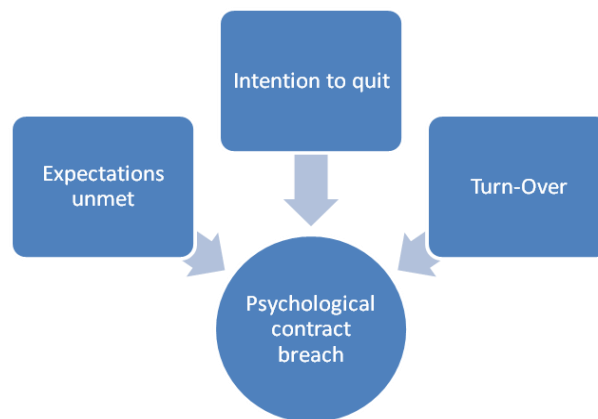 Intention to quit
Expectations
unmet
Turn-Over
Psychological
contract
breach